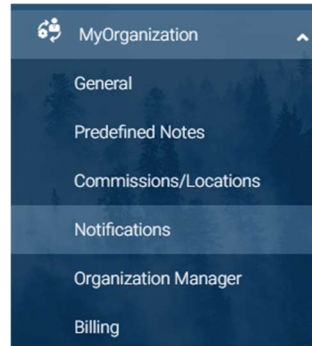 MyOrganization
General
Predefined Notes
Commissions/Locations
Notifications
Organization Manager
Billing